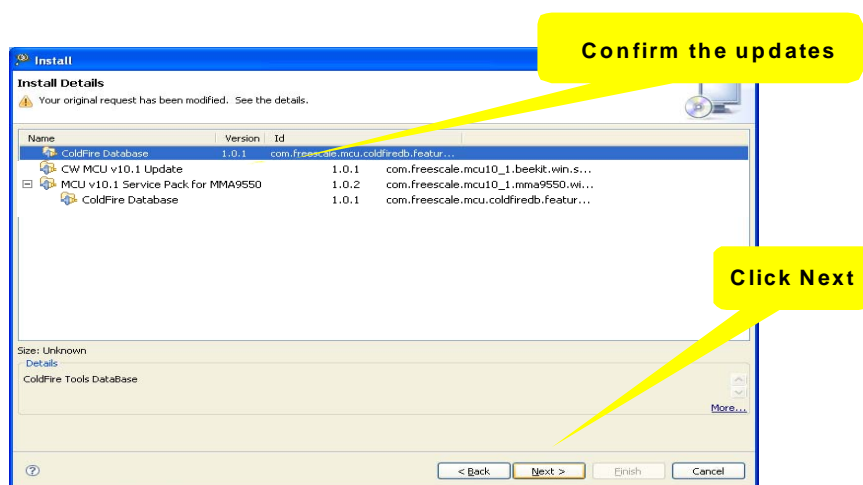 Confirm the updates
Install
Install Details
Your original request has been modified. See the details.
Name Version Id
ColdFire Database 1.0.1 com.freescale.mcu.coldfiredb.featur...
CW MCU v10.1 Update 1.0.1 com.freescale.mcu10_1.beekit.win.s...
MCU v10.1 Service Pack for MMA9550 1.0.2 com.freescale.mcu10_1.mma9550.wi...
ColdFire Database 1.0.1 com.freescale.mcu.coldfiredb.featur...
Click Next
Size: Unknown
Details
ColdFire Tools DataBase
More...
< Back Next > Finish Cancel